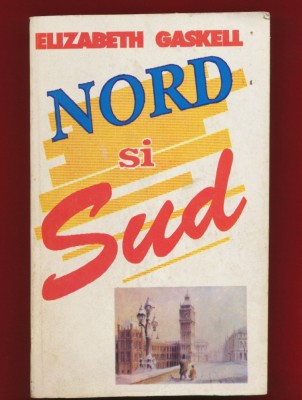 ELIZABETH GASKELL
NORD
si
Sud